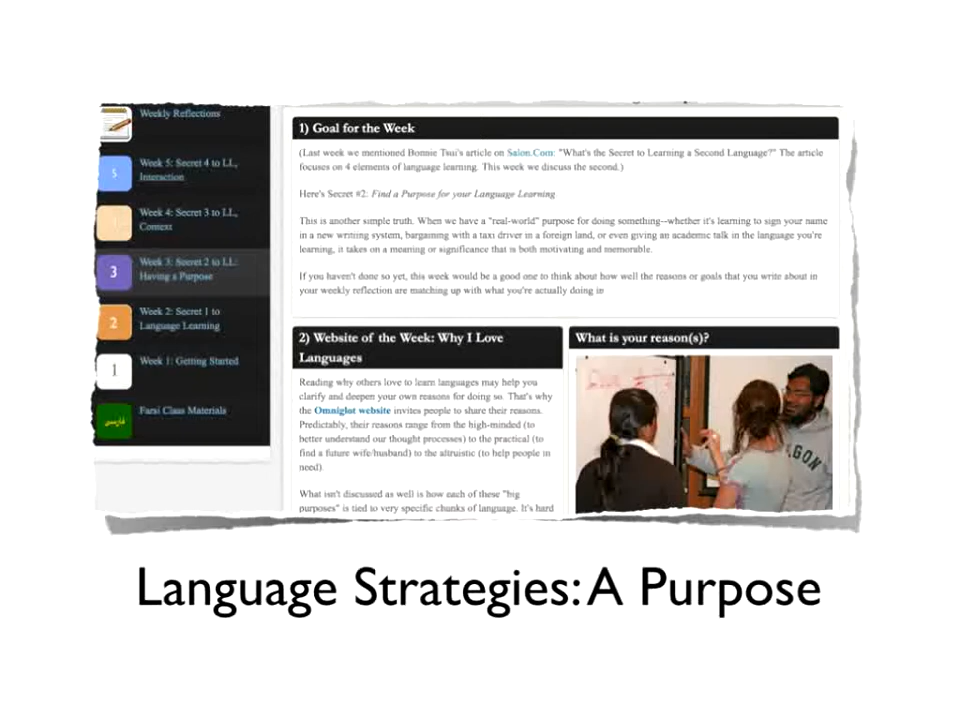 Weekly Reflections
5
Week 5: Secret 4 to LL,
Interaction
Week 4: Secret 3 to LL,
Context
3
Week 3: Secret 2 to LL:
Having a Purpose
2
Week 2: Secret 1 to
Language Learning
1
Week 1: Getting Started
فارسی
Farsi Class Materials
1) Goal for the Week
(Last week we mentioned Bonnie Tsui's article on Salon.Com: "What's the Secret to Learning a Second Language?" The article
focuses on 4 elements of language learning. This week we discuss the second.)
Here's Secret #2: Find a Purpose for your Language Learning
This is another simple truth. When we have a "real-world" purpose for doing something--whether it's learning to sign your name
in a new writing system, bargaining with a taxi driver in a foreign land, or even giving an academic talk in the language you're
learning, it takes on a meaning or significance that is both motivating and memorable.
If you haven't done so yet, this week would be a good one to think about how well the reasons or goals that you write about in
your weekly reflection are matching up with what you're actually doing in
2) Website of the Week: Why I Love
Languages
Reading why others love to learn languages may help you
clarify and deepen your own reasons for doing so. That's why
the Omniglot website invites people to share their reasons.
Predictably, their reasons range from the high-minded (to
better understand our thought processes) to the practical (to
find a future wife/husband) to the altruistic (to help people in
need).
What isn't discussed as well is how each of these "big
purposes" is tied to very specific chunks of language. It's hard
What is your reason(s)?
GON
Language Strategies: A Purpose